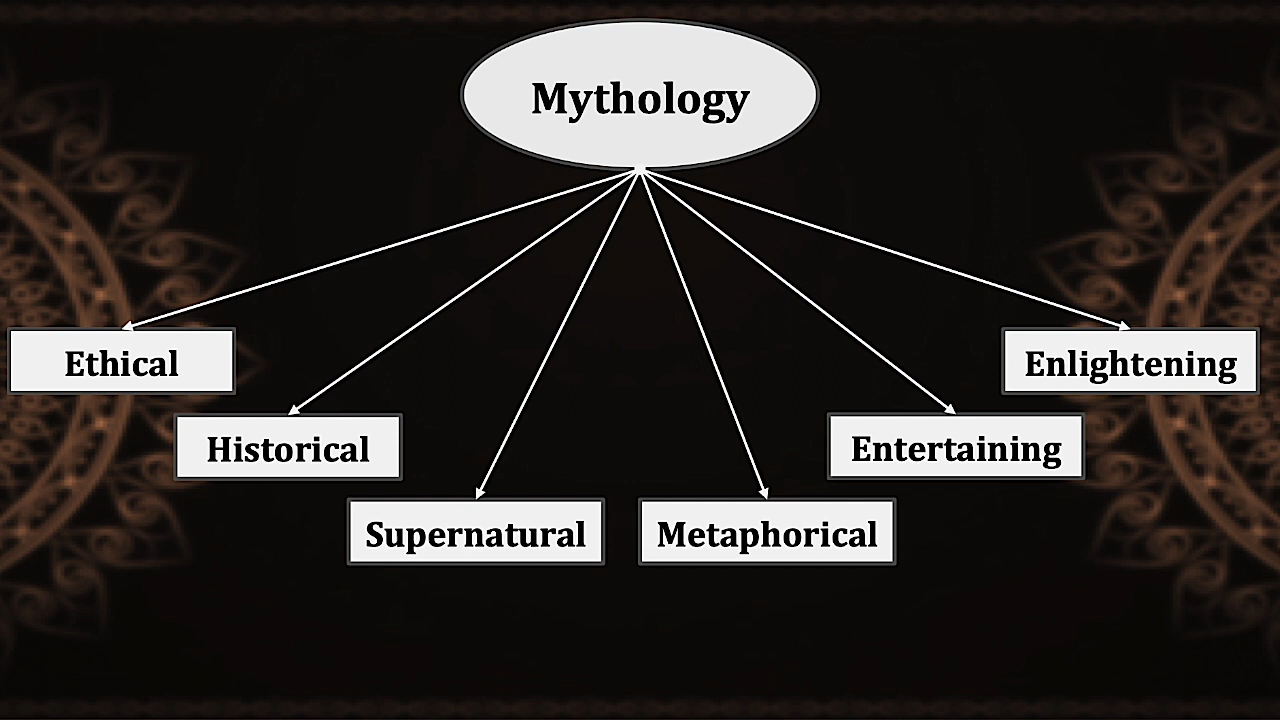 Mythology
Ethical
Historical
Supernatural
Metaphorical
Entertaining
Enlightening